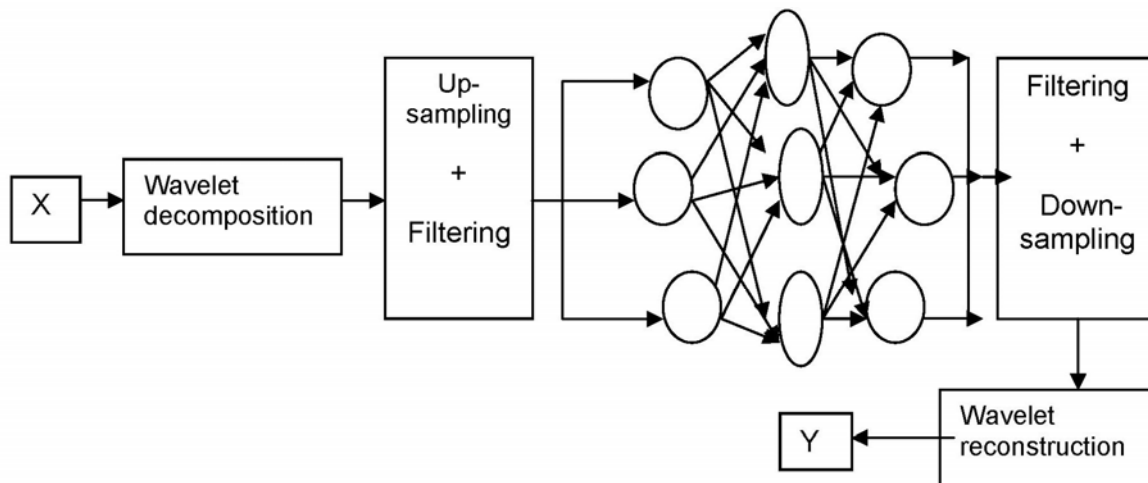 X
Wavelet
decomposition
Up-
sampling
+
Filtering
Filtering
+
Down-
sampling
Wavelet
reconstruction
Y